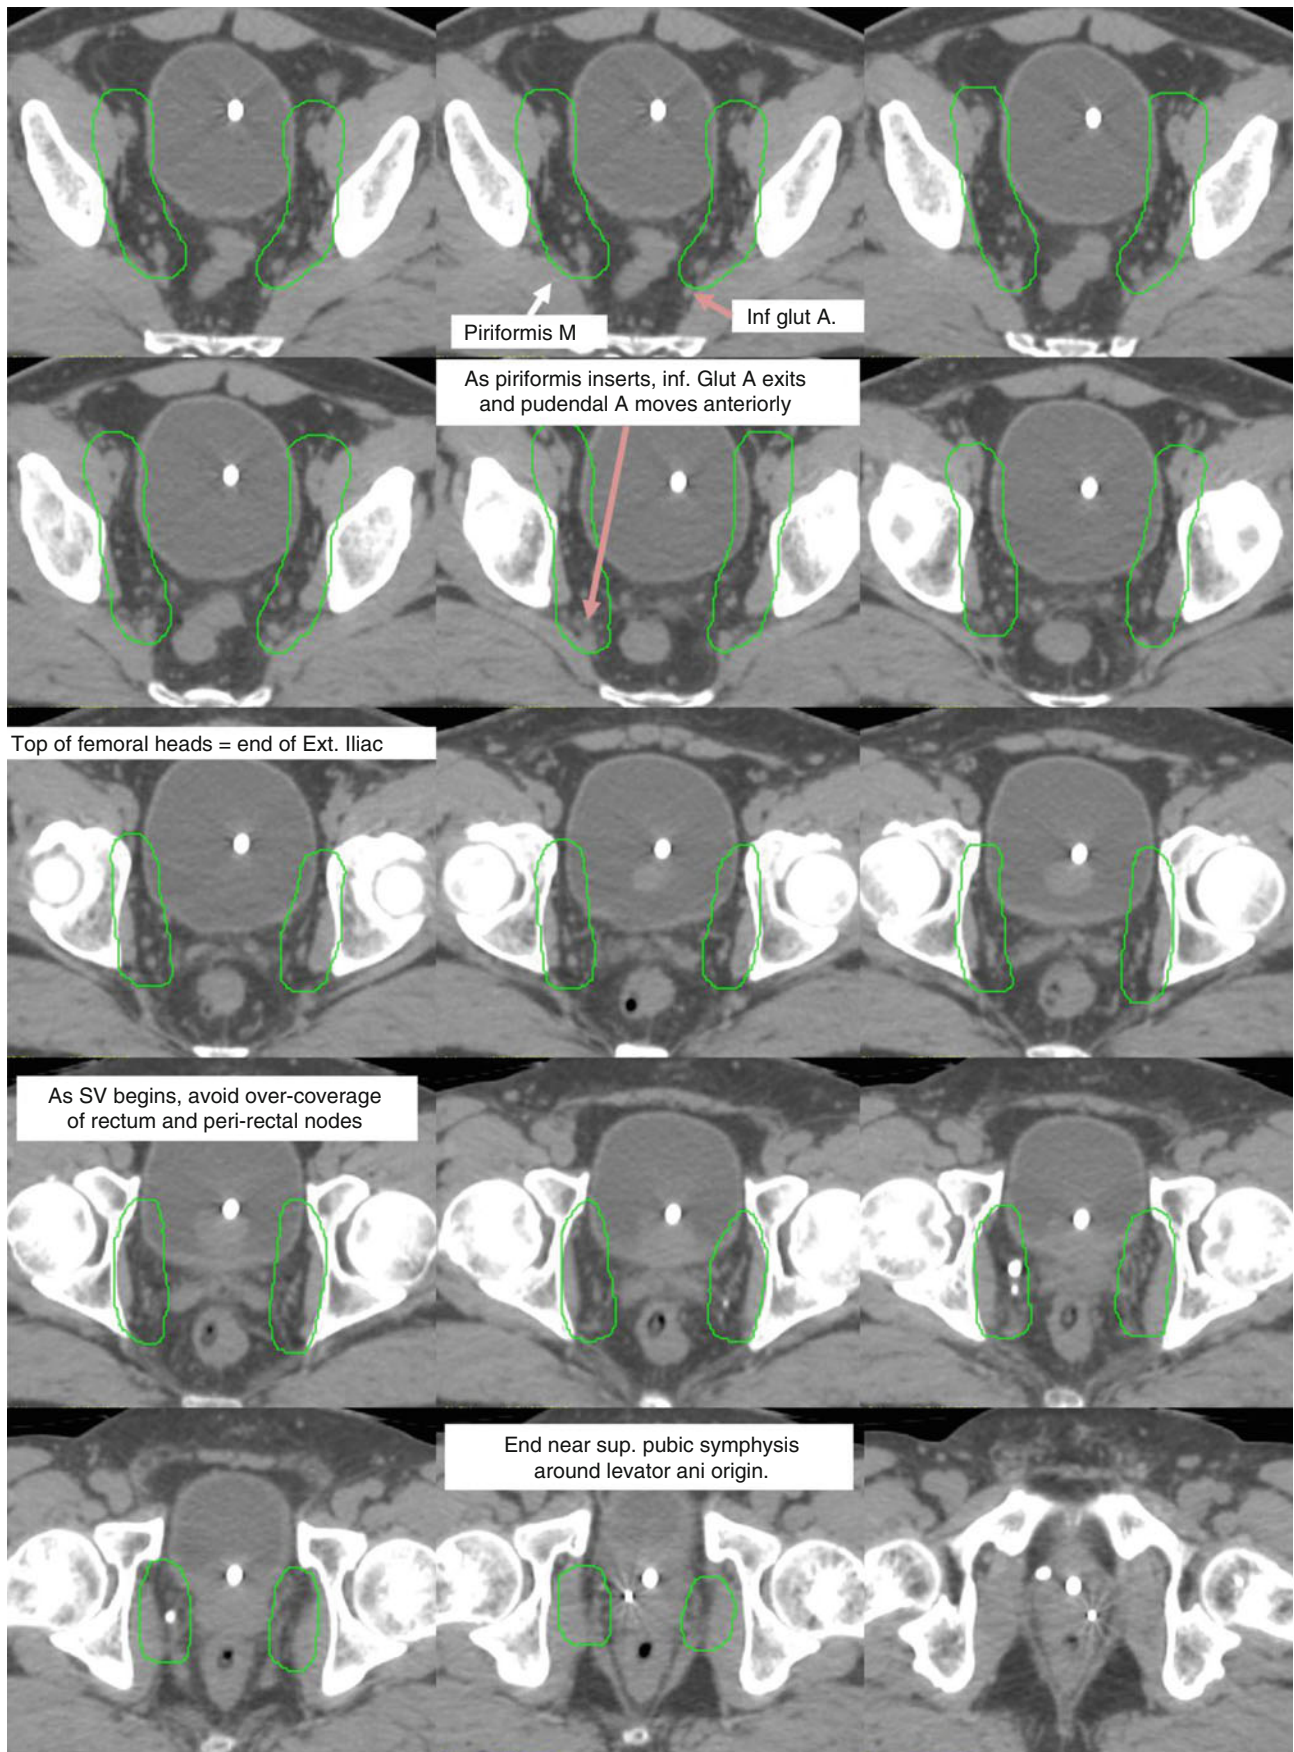 Piriformis M
Inf glut A.
As piriformis inserts, inf. Glut A exits
and pudendal A moves anteriorly
Top of femoral heads = end of Ext. Iliac
As SV begins, avoid over-coverage
of rectum and peri-rectal nodes
End near sup. pubic symphysis
around levator ani origin.